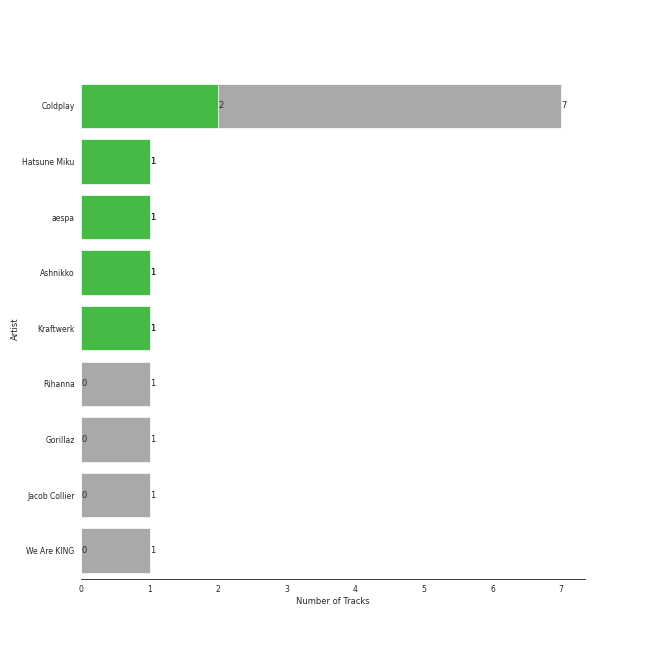 Coldplay 2 7
Hatsune Miku 1
aespa 1
Ashnikko 1
Kraftwerk 1
Rihanna 0 1
Gorillaz 0 1
Jacob Collier 0 1
We Are KING 0 1
Artist
0 1 2 3 4 5 6 7
Number of Tracks